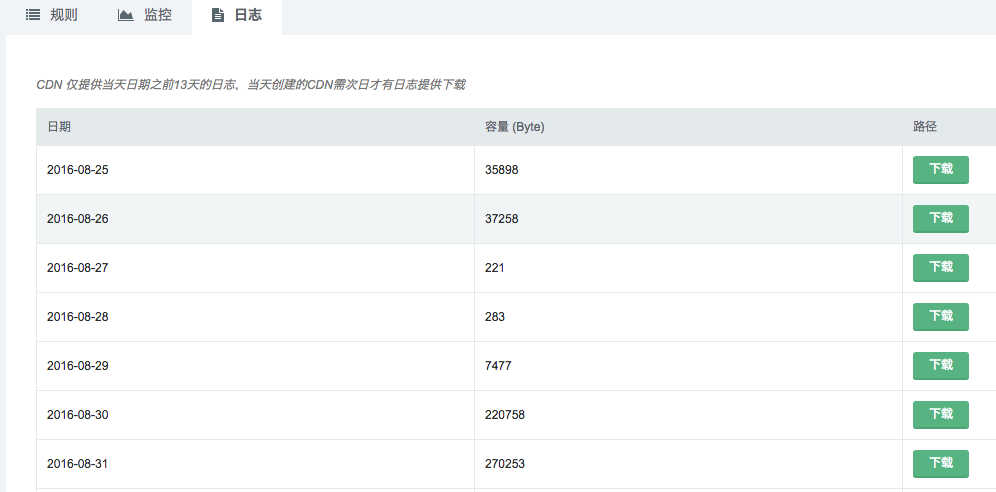 规则 监控 日志
CDN 仅提供当天日期之前13天的日志，当天创建的CDN需次日才有日志提供下载
日期 容量 (Byte) 路径
2016-08-25 35898 下载
2016-08-26 37258 下载
2016-08-27 221 下载
2016-08-28 283 下载
2016-08-29 7477 下载
2016-08-30 220758 下载
2016-08-31 270253 下载